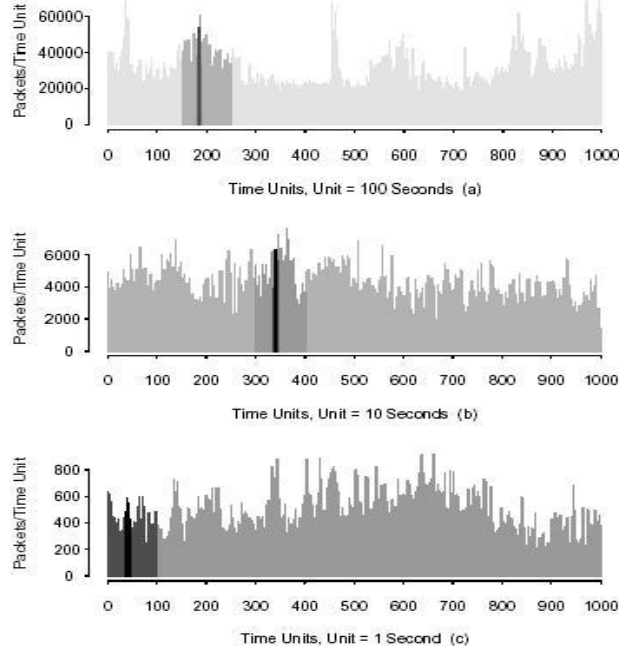 Packets/Time Unit
60000
40000
20000
0
0 100 200 300 400 500 600 700 800 900 1000
Time Units, Unit = 100 Seconds (a)
Packets/Time Unit
6000
4000
2000
0
0 100 200 300 400 500 600 700 800 900 1000
Time Units, Unit = 10 Seconds (b)
Packets/Time Unit
800
600
400
200
0
0 100 200 300 400 500 600 700 800 900 1000
Time Units, Unit = 1 Second (c)